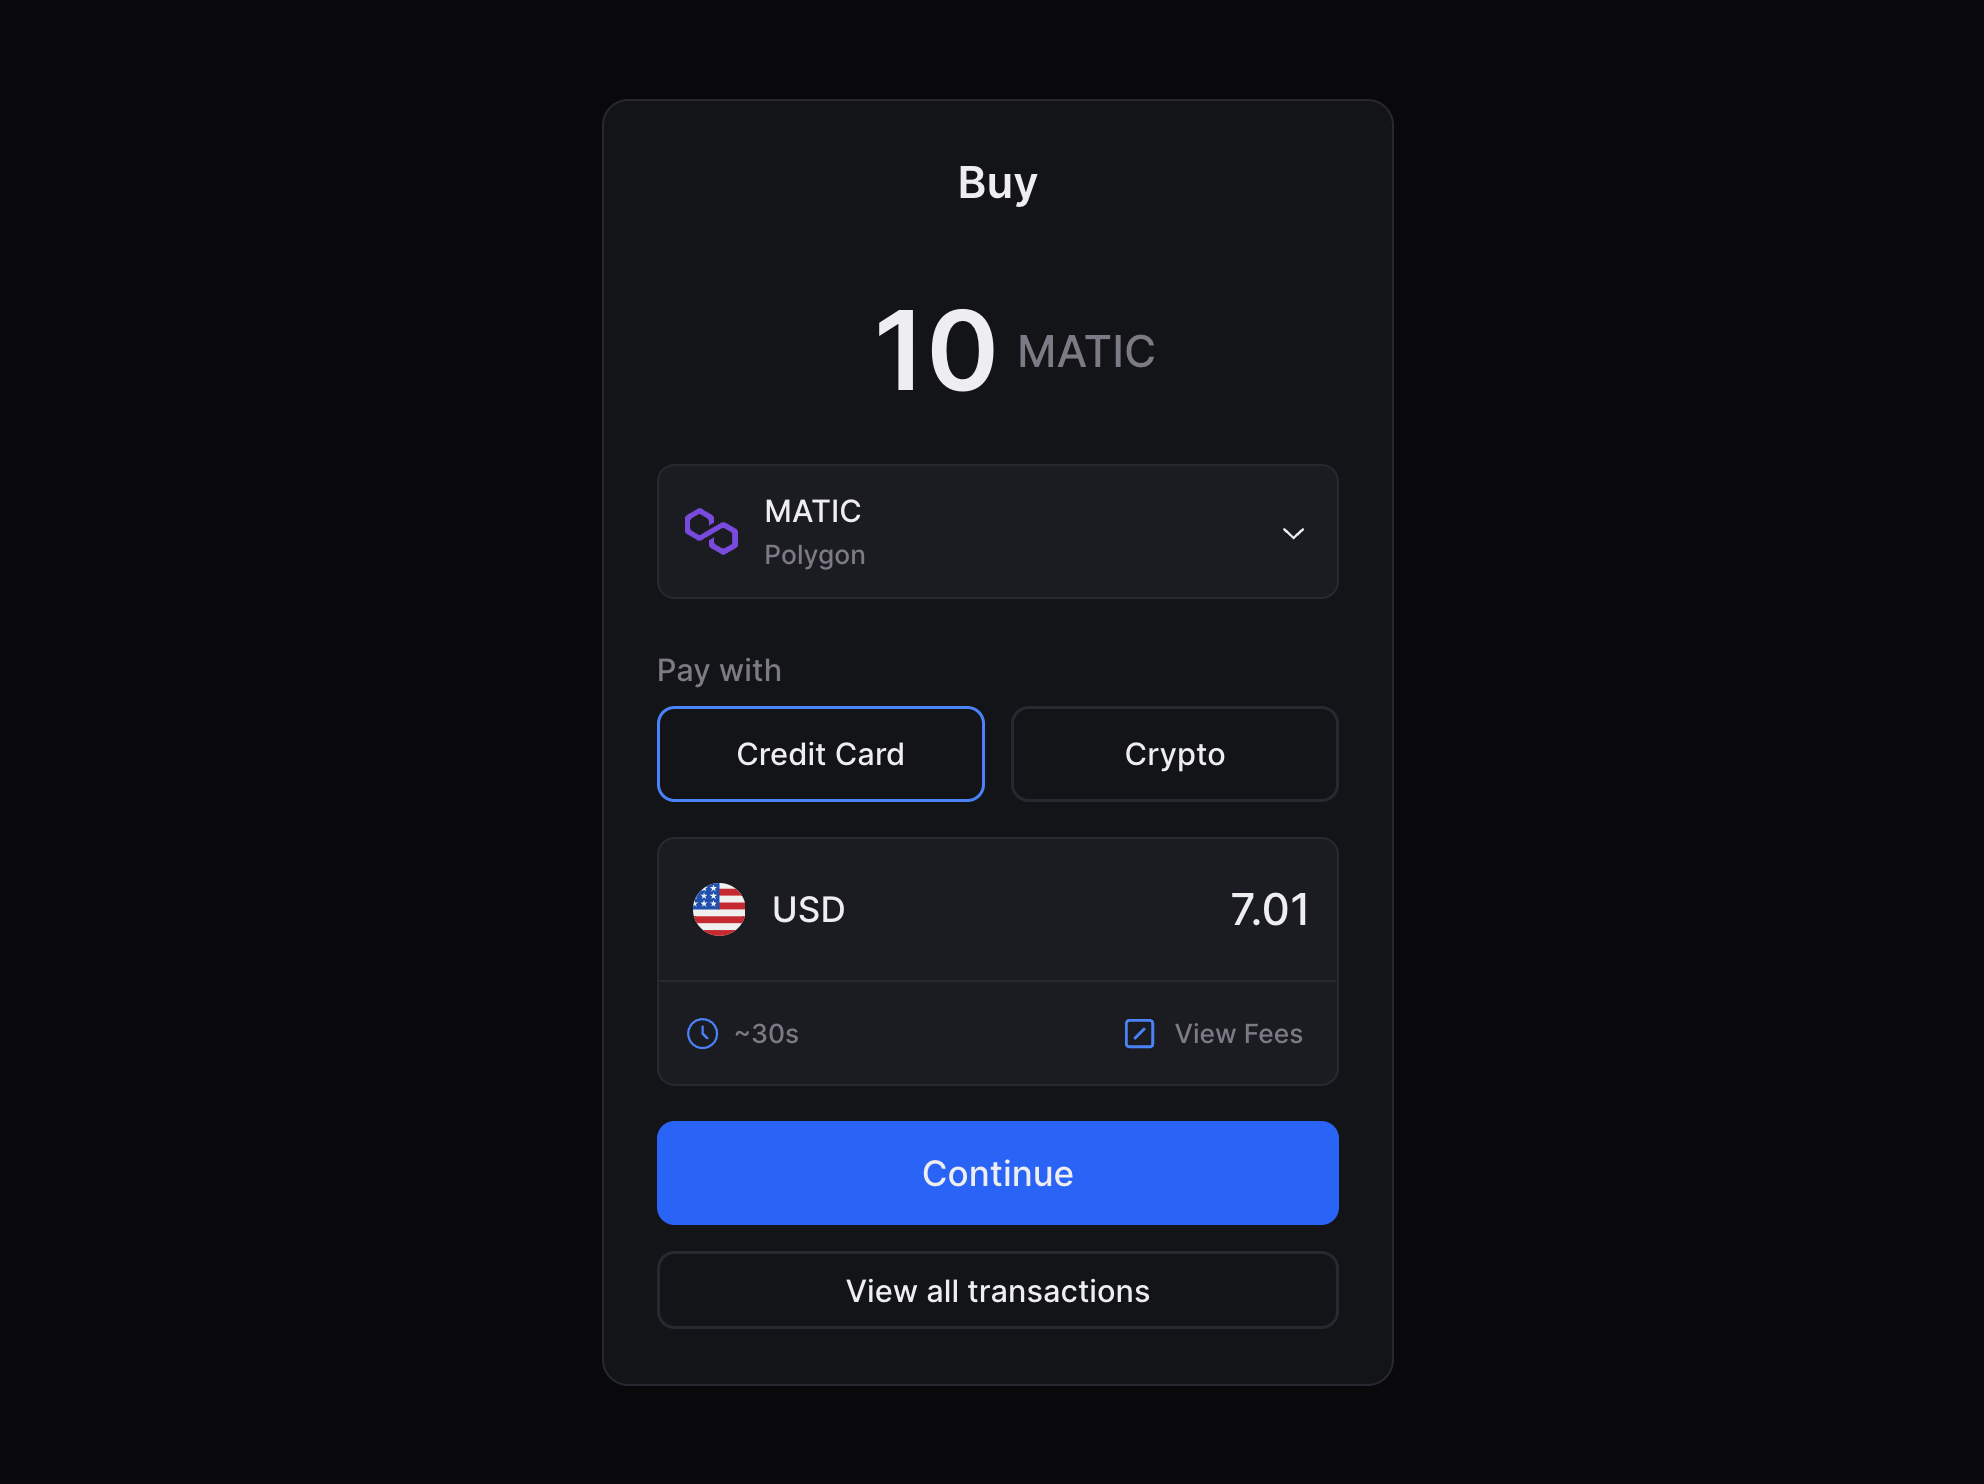 Buy
10 MATIC
MATIC
Polygon
Pay with
Credit Card
Crypto
USD
7.01
~30s
View Fees
Continue
View all transactions